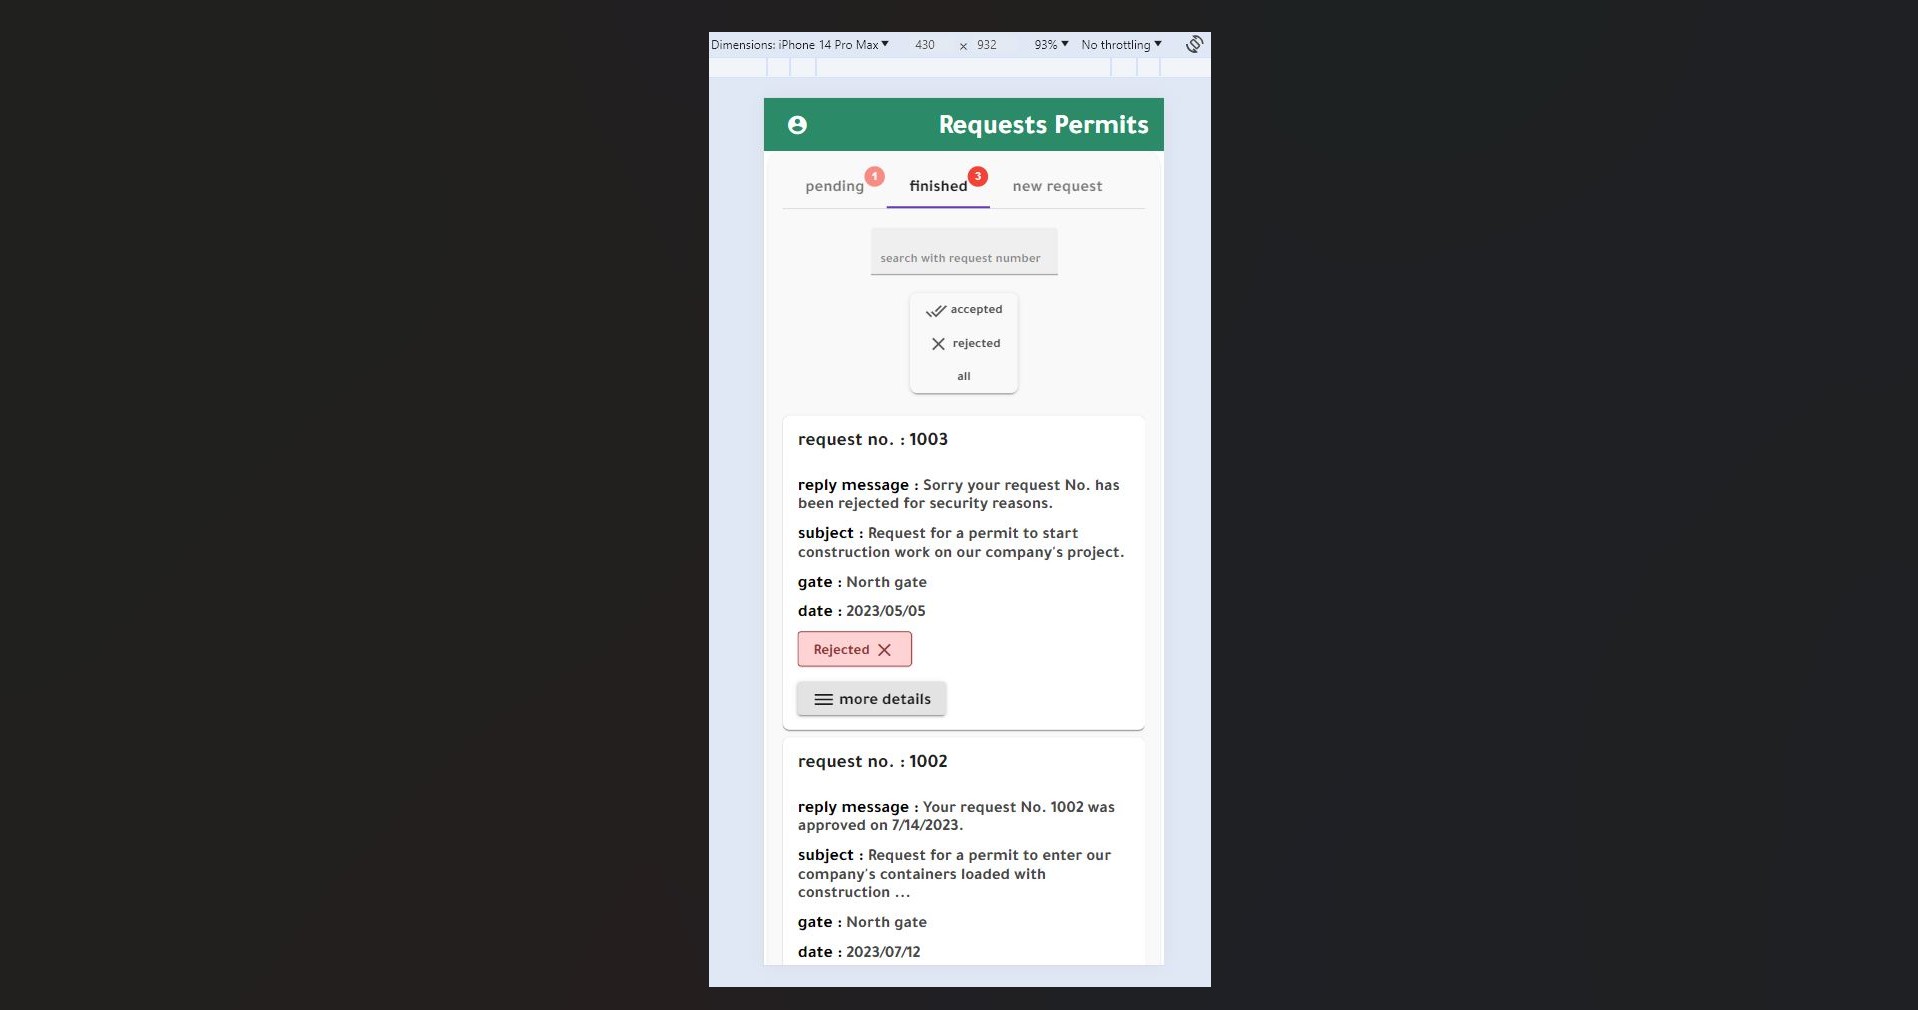 Dimensions: iPhone 14 Pro Max 430 × 932 93% No throttling
Requests Permits
pending 1 finished 3 new request
search with request number
accepted
rejected
all
request no. : 1003
reply message : Sorry your request No. has
been rejected for security reasons.
subject : Request for a permit to start
construction work on our company's project.
gate : North gate
date : 2023/05/05
Rejected
more details
request no. : 1002
reply message : Your request No. 1002 was
approved on 7/14/2023.
subject : Request for a permit to enter our
company's containers loaded with
construction ...
gate : North gate
date : 2023/07/12